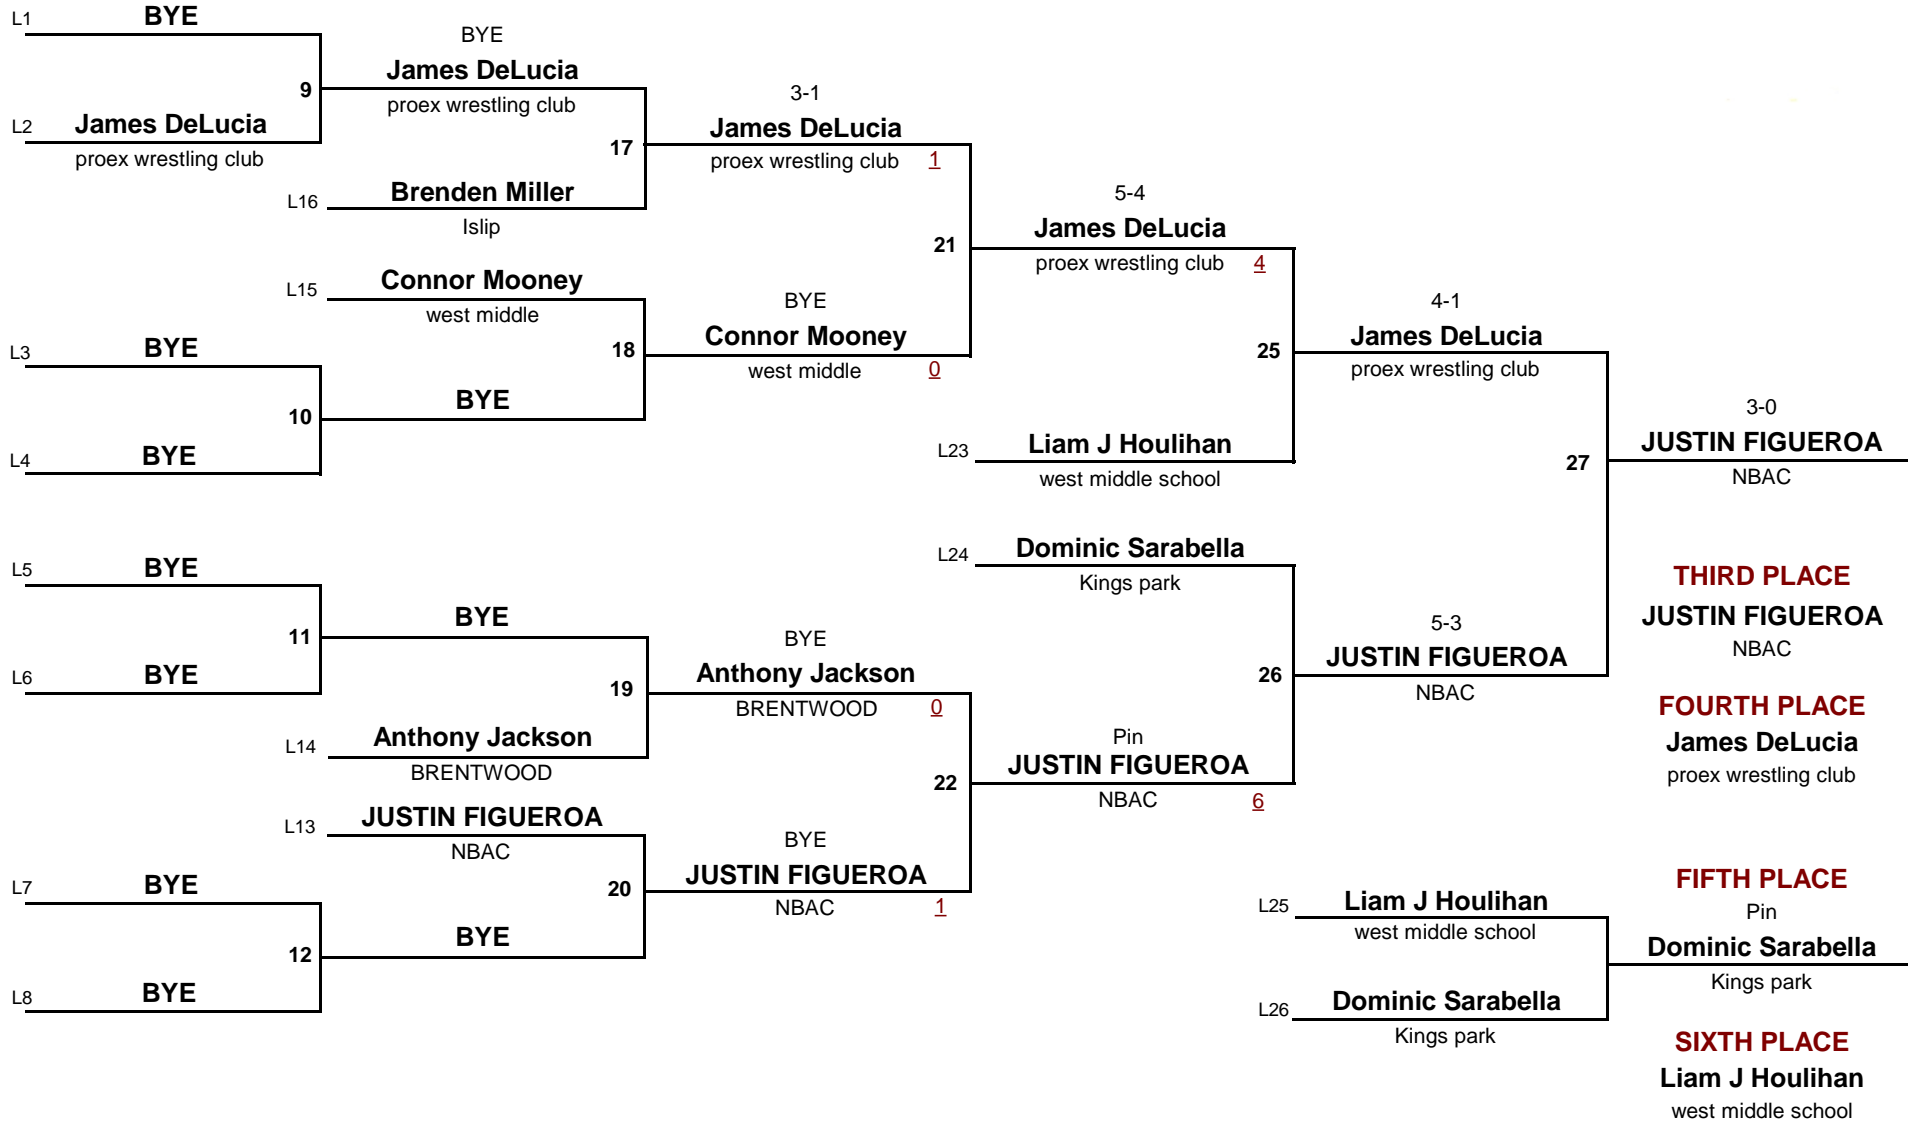 L1 BYE
BYE
James DeLucia
9
proex wrestling club
3-1
L2 James DeLucia
James DeLucia
proex wrestling club
17
proex wrestling club 1
L16 Brenden Miller
Islip
5-4
James DeLucia
21
proex wrestling club 4
L15 Connor Mooney
west middle
BYE
Connor Mooney
west middle 0
4-1
James DeLucia
proex wrestling club
L3 BYE
18
25
10
BYE
L4 BYE
L23 Liam J Houlihan
west middle school
27
3-0
JUSTIN FIGUEROA
NBAC
L24 Dominic Sarabella
Kings park
L5 BYE
BYE
11
L6 BYE
19
BYE
Anthony Jackson
BRENTWOOD 0
5-3
JUSTIN FIGUEROA
NBAC
26
THIRD PLACE
JUSTIN FIGUEROA
NBAC
FOURTH PLACE
James DeLucia
proex wrestling club
L14 Anthony Jackson
BRENTWOOD
22
Pin
JUSTIN FIGUEROA
NBAC 6
L13 JUSTIN FIGUEROA
NBAC
BYE
JUSTIN FIGUEROA
NBAC 1
L7 BYE
20
12
BYE
L8 BYE
L25 Liam J Houlihan
west middle school
FIFTH PLACE
Pin
Dominic Sarabella
Kings park
L26 Dominic Sarabella
Kings park
SIXTH PLACE
Liam J Houlihan
west middle school